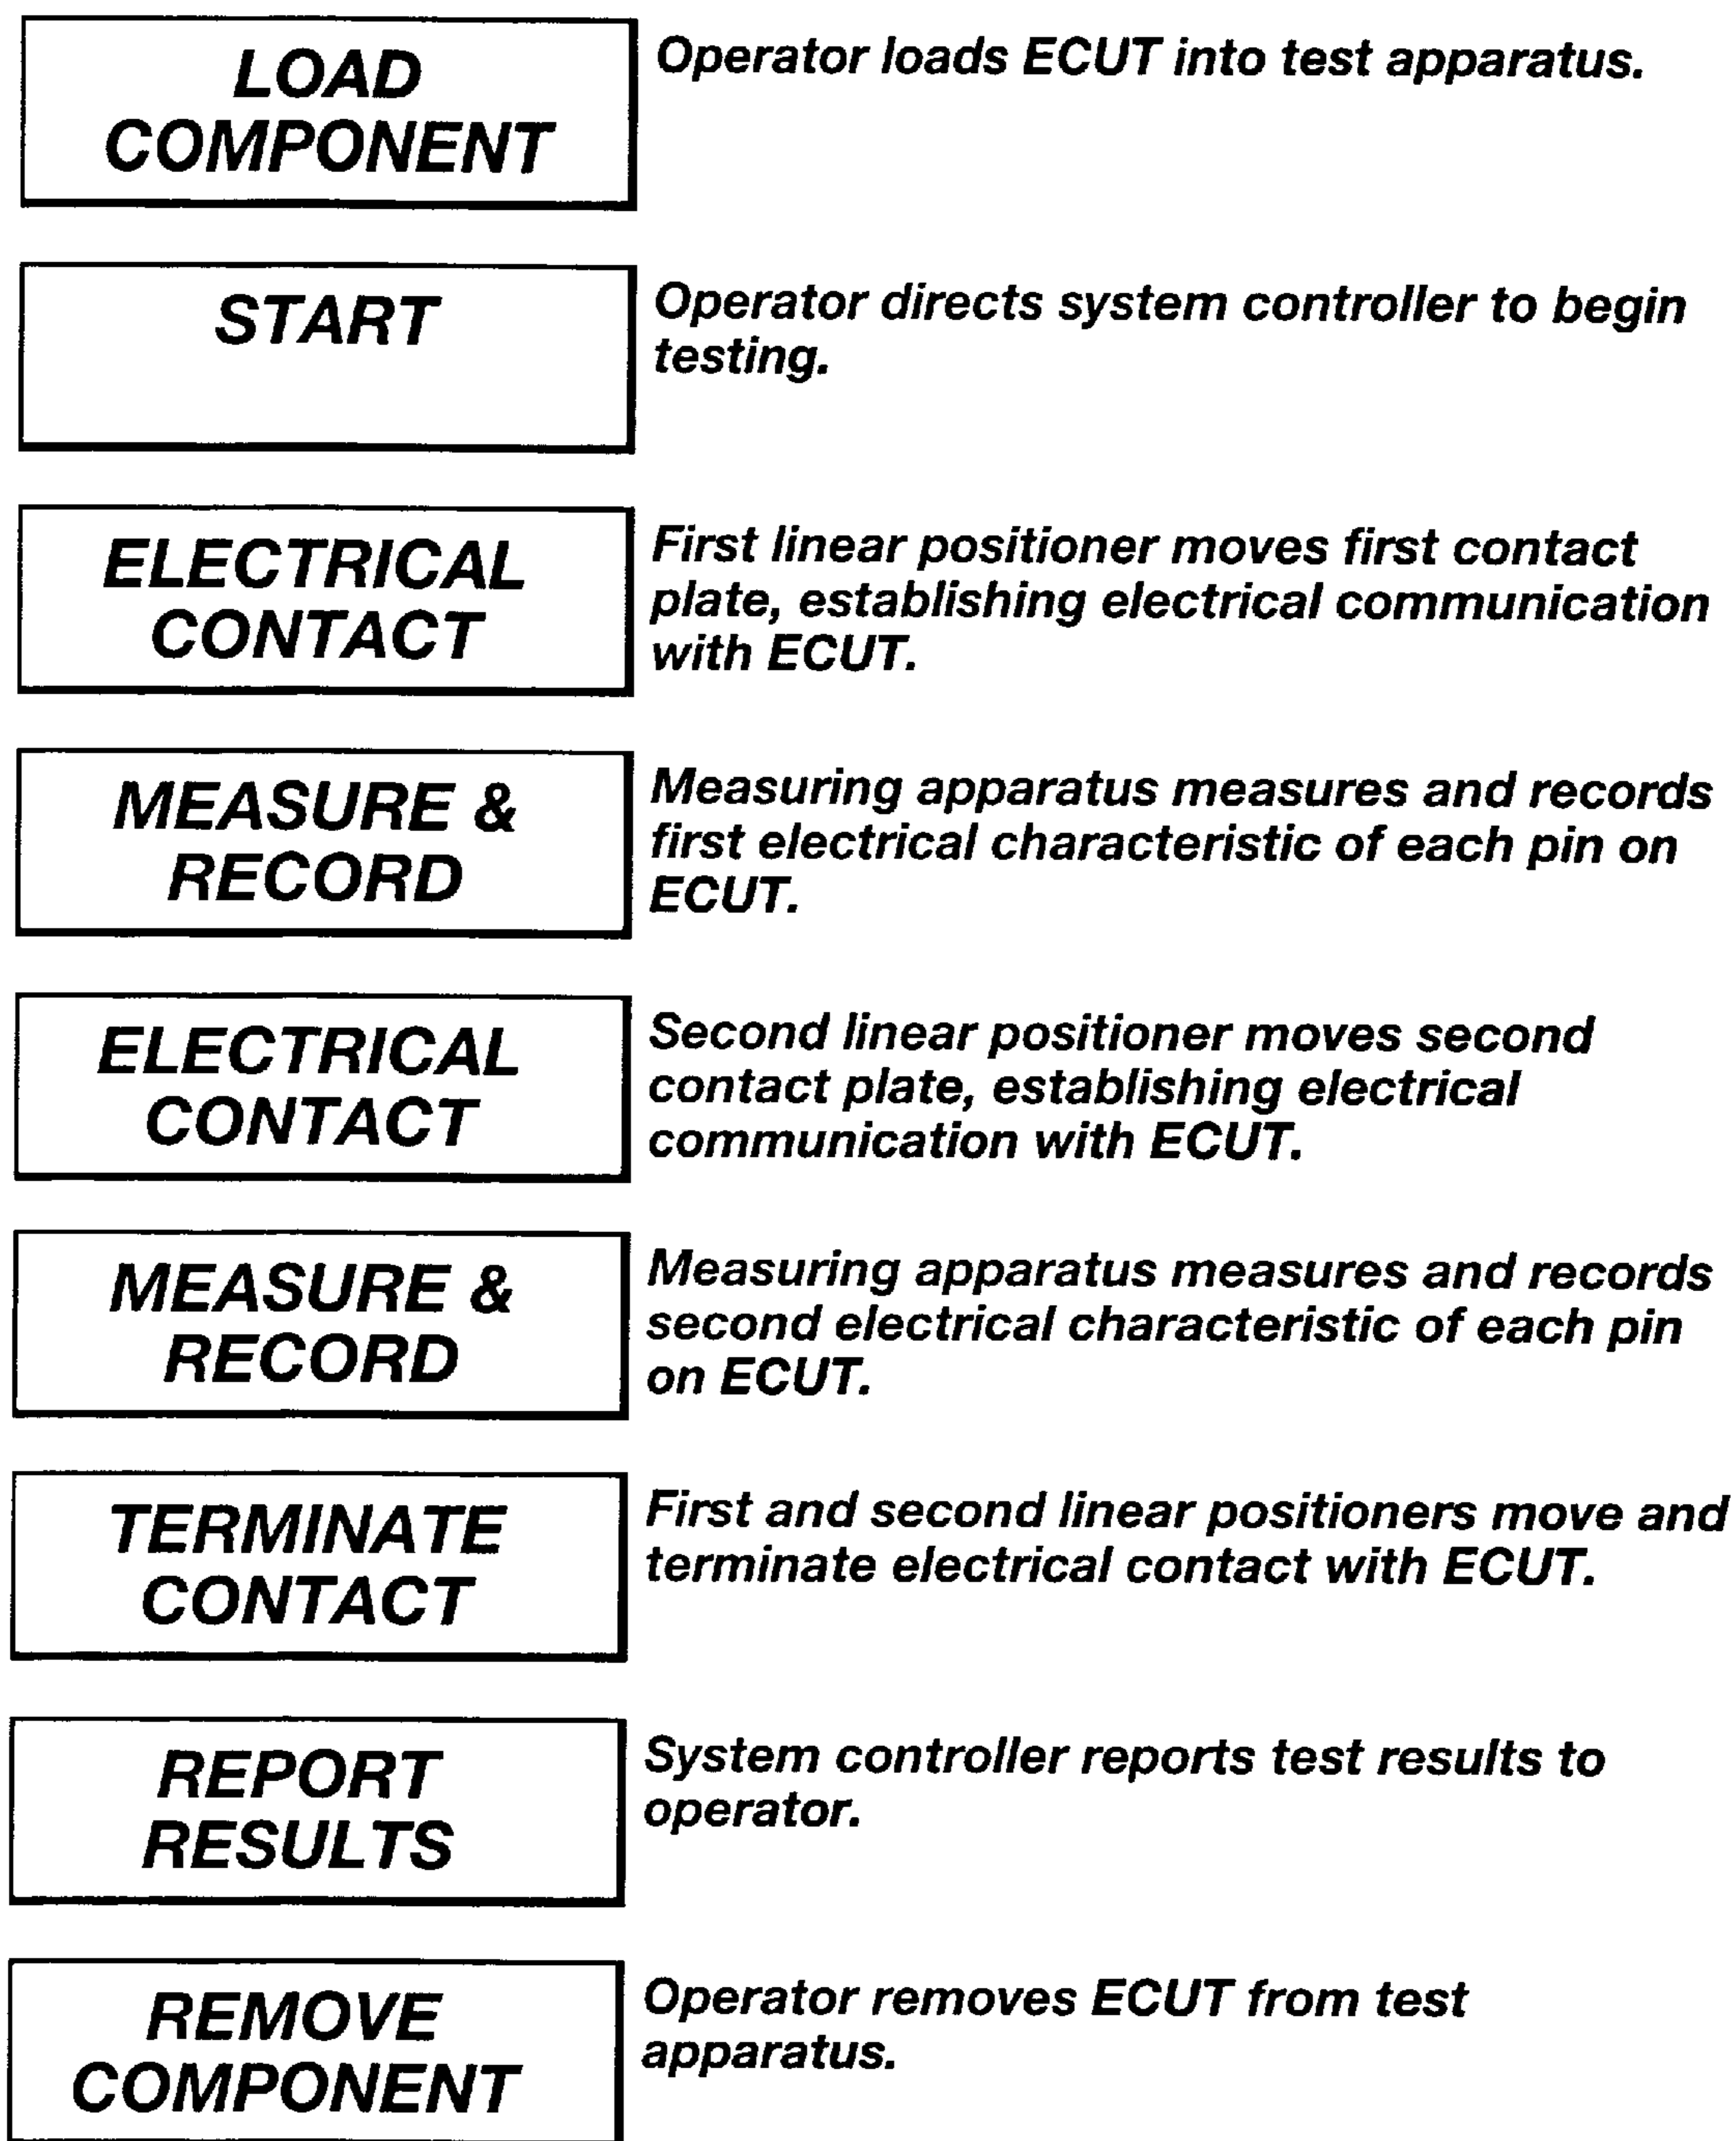 LOAD
COMPONENT
Operator loads ECUT into test apparatus.
START
Operator directs system controller to begin
testing.
ELECTRICAL
CONTACT
First linear positioner moves first contact
plate, establishing electrical communication
with ECUT.
MEASURE &
RECORD
Measuring apparatus measures and records
first electrical characteristic of each pin on
ECUT.
ELECTRICAL
CONTACT
Second linear positioner moves second
contact plate, establishing electrical
communication with ECUT.
MEASURE &
RECORD
Measuring apparatus measures and records
second electrical characteristic of each pin
on ECUT.
TERMINATE
CONTACT
First and second linear positioners move and
terminate electrical contact with ECUT.
REPORT
RESULTS
System controller reports test results to
operator.
REMOVE
COMPONENT
Operator removes ECUT from test
apparatus.